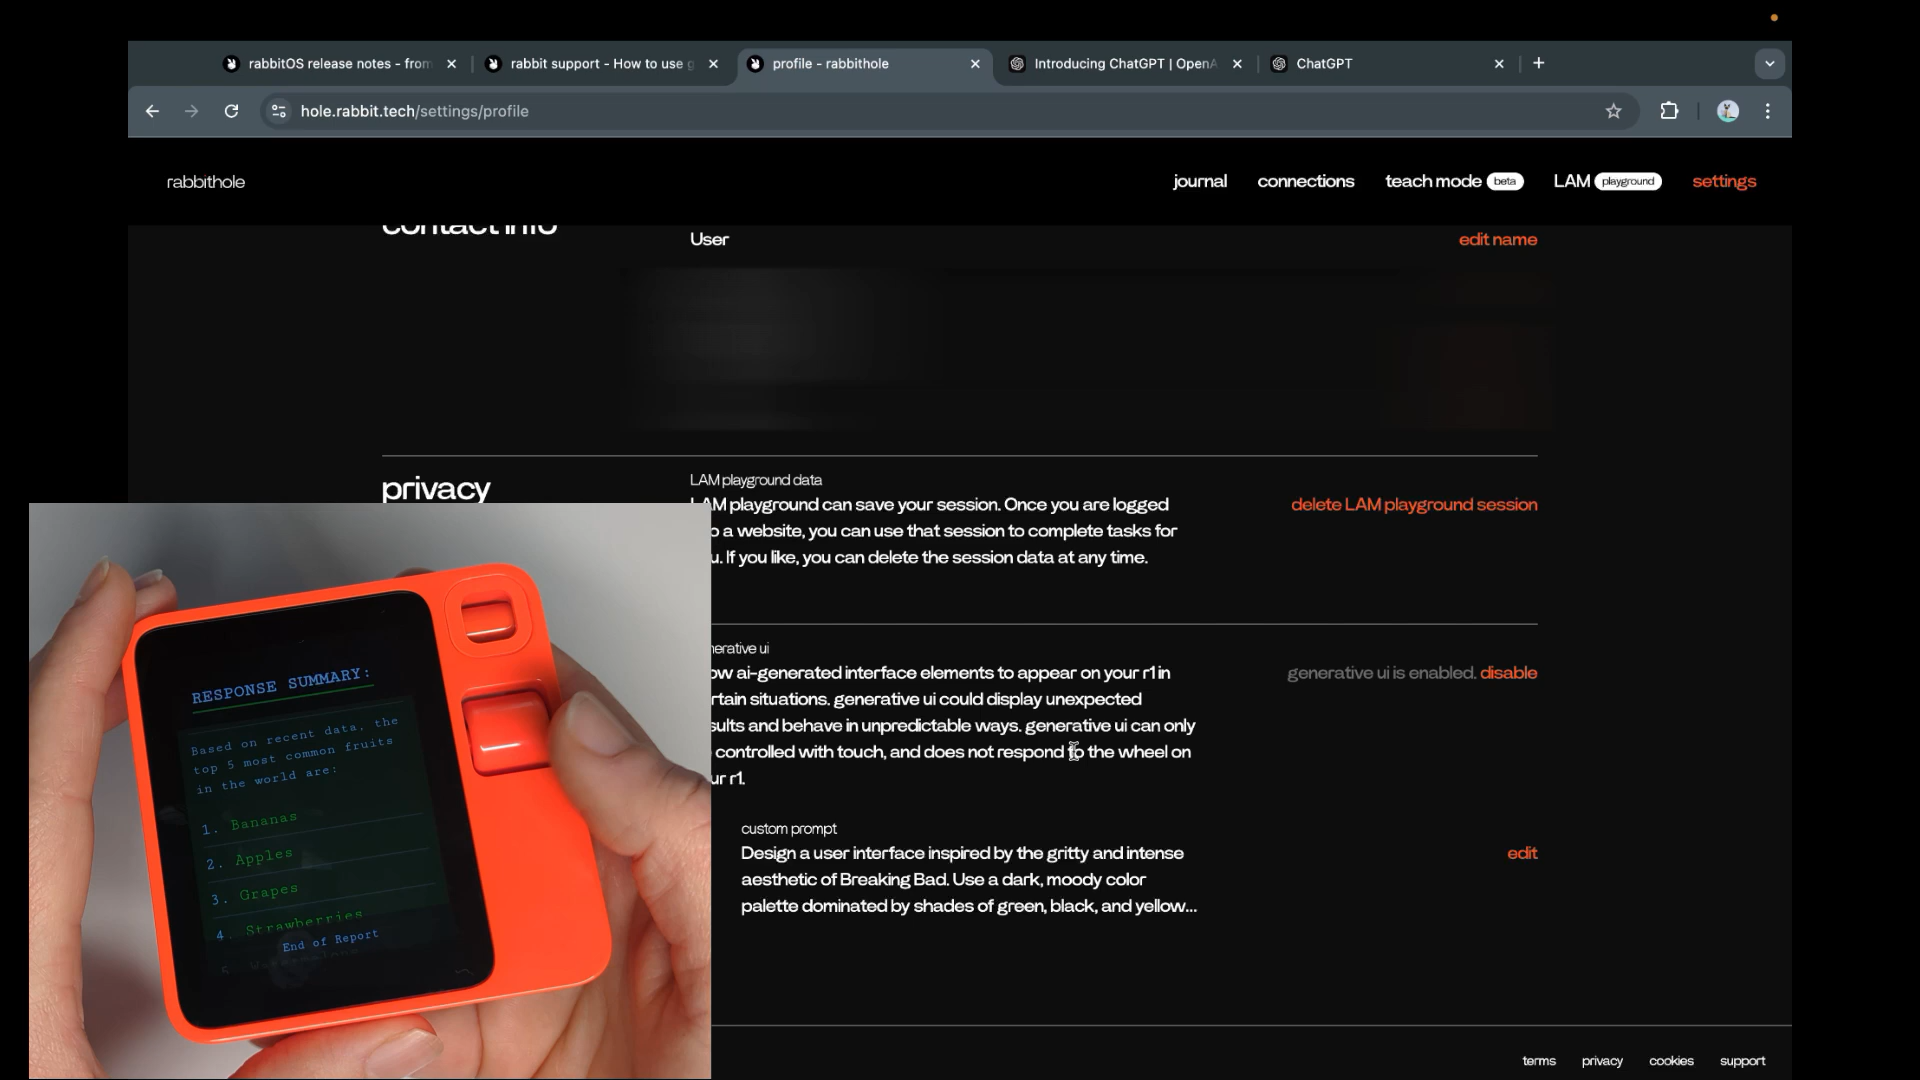 rabbitOS release notes - from
rabbit support - How to use g
profile - rabbithole
Introducing ChatGPT | OpenA
ChatGPT
hole.rabbit.tech/settings/profile
rabbithole
journal
connections
teach mode beta
LAM playground
settings
contact info
User
edit name
privacy
LAM playground data
AM playground can save your session. Once you are logged
o a website, you can use that session to complete tasks for
u. If you like, you can delete the session data at any time.
delete LAM playground session
nerative ui
ow ai-generated interface elements to appear on your r1 in
rtain situations. generative ui could display unexpected
sults and behave in unpredictable ways. generative ui can only
controlled with touch, and does not respond to the wheel on
ur r1.
generative ui is enabled. disable
custom prompt
Design a user interface inspired by the gritty and intense
aesthetic of Breaking Bad. Use a dark, moody color
palette dominated by shades of green, black, and yellow...
edit
RESPONSE SUMMARY:
Based on recent data, the
top 5 most common fruits
in the world are:
1. Bananas
2. Apples
3. Grapes
4. Strawberries
End of Report
5.
terms
privacy
cookies
support